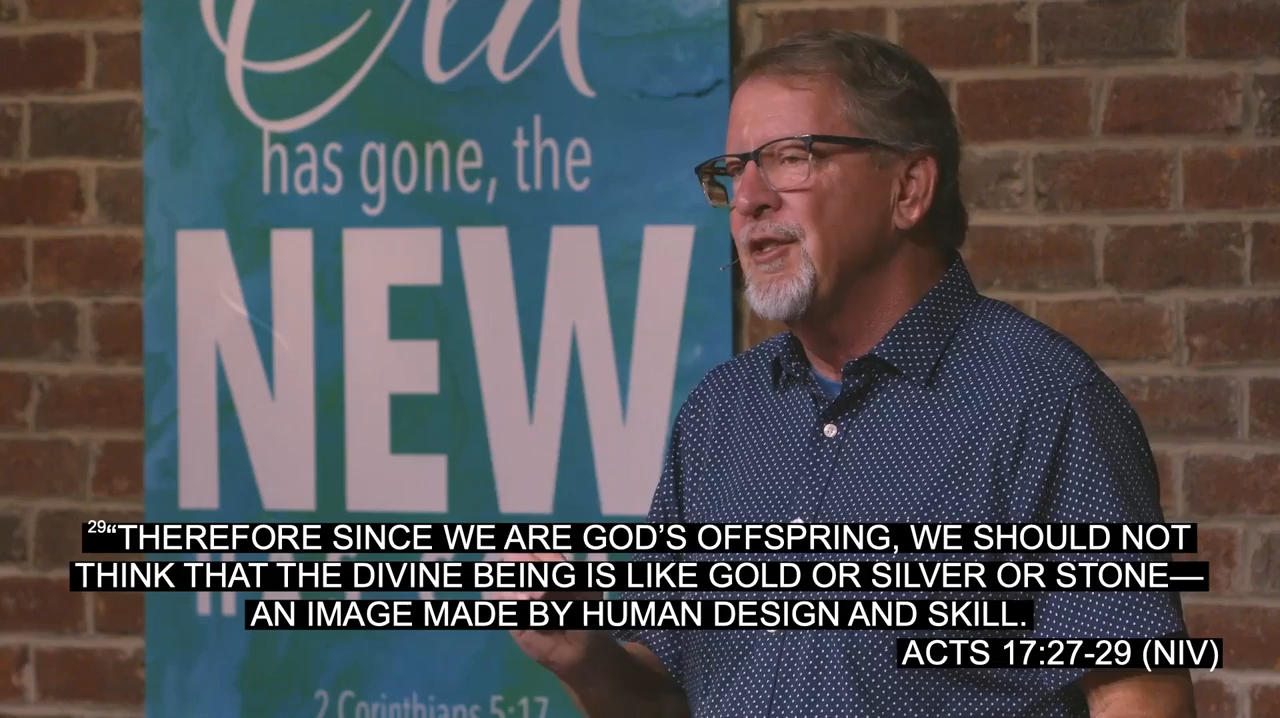 Old
has gone, the
NEW
29“THEREFORE SINCE WE ARE GOD’S OFFSPRING, WE SHOULD NOT
THINK THAT THE DIVINE BEING IS LIKE GOLD OR SILVER OR STONE—
AN IMAGE MADE BY HUMAN DESIGN AND SKILL.
ACTS 17:27-29 (NIV)
2 Corinthians 5:17